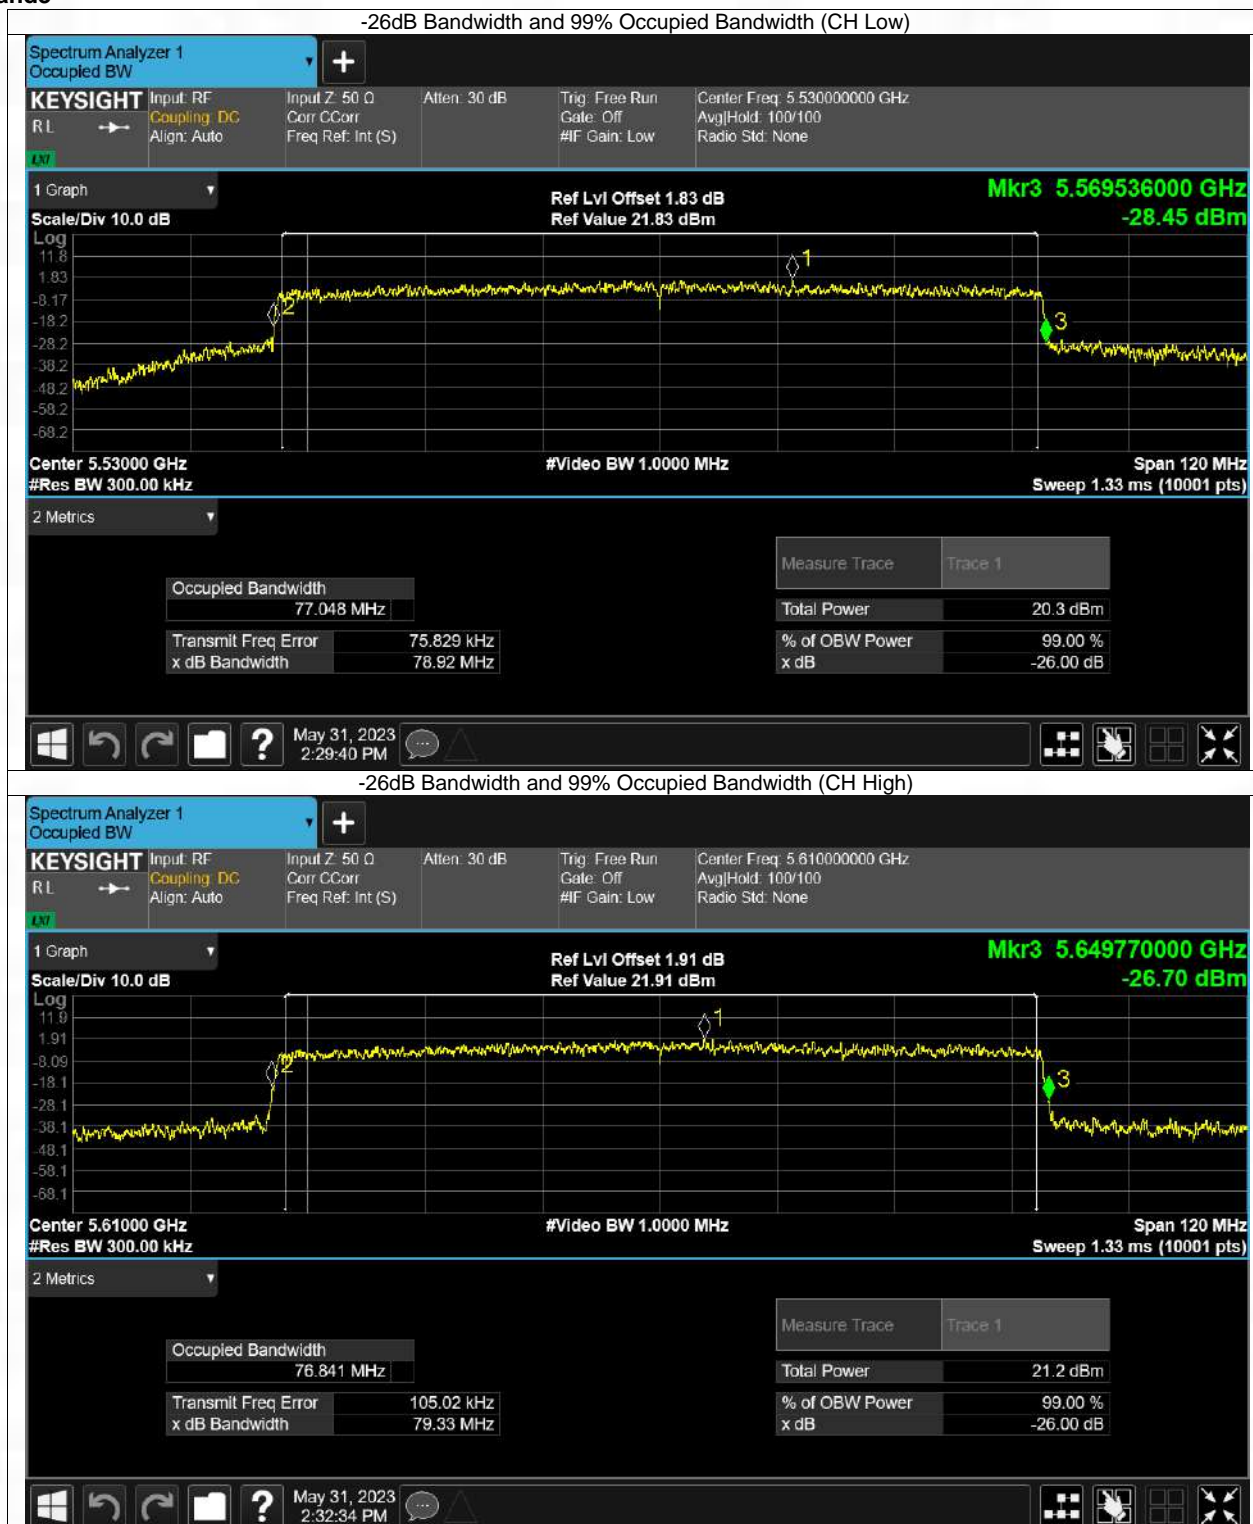 -26dB Bandwidth and 99% Occupied Bandwidth (CH Low)
Spectrum Analyzer 1
Occupied BW
KEYSIGHT
RL
LXI
Input: RF
Coupling: DC
Align: Auto
Input Z: 50 Ω
Corr CCorr
Freq Ref: Int (S)
Atten: 30 dB
Trig: Free Run
Gate: Off
#IF Gain: Low
Center Freq: 5.530000000 GHz
Avg|Hold: 100/100
Radio Std: None
1 Graph
Scale/Div 10.0 dB
Ref Lvl Offset 1.83 dB
Ref Value 21.83 dBm
Mkr3 5.569536000 GHz
-28.45 dBm
Log
11.8
1.83
-8.17
-18.2
-28.2
-38.2
-48.2
-58.2
-68.2
1
2
3
Center 5.53000 GHz
#Res BW 300.00 kHz
#Video BW 1.0000 MHz
Span 120 MHz
Sweep 1.33 ms (10001 pts)
2 Metrics
Measure Trace Trace 1
Occupied Bandwidth
77.048 MHz
Total Power 20.3 dBm
Transmit Freq Error 75.829 kHz
% of OBW Power 99.00 %
x dB Bandwidth 78.92 MHz
x dB -26.00 dB
?
May 31, 2023
2:29:40 PM
-26dB Bandwidth and 99% Occupied Bandwidth (CH High)
Spectrum Analyzer 1
Occupied BW
KEYSIGHT
RL
LXI
Input: RF
Coupling: DC
Align: Auto
Input Z: 50 Ω
Corr CCorr
Freq Ref: Int (S)
Atten: 30 dB
Trig: Free Run
Gate: Off
#IF Gain: Low
Center Freq: 5.610000000 GHz
Avg|Hold: 100/100
Radio Std: None
1 Graph
Scale/Div 10.0 dB
Ref Lvl Offset 1.91 dB
Ref Value 21.91 dBm
Mkr3 5.649770000 GHz
-26.70 dBm
Log
11.9
1.91
-8.09
-18.1
-28.1
-38.1
-48.1
-58.1
-68.1
1
2
3
Center 5.61000 GHz
#Res BW 300.00 kHz
#Video BW 1.0000 MHz
Span 120 MHz
Sweep 1.33 ms (10001 pts)
2 Metrics
Measure Trace Trace 1
Occupied Bandwidth
76.841 MHz
Total Power 21.2 dBm
Transmit Freq Error 105.02 kHz
% of OBW Power 99.00 %
x dB Bandwidth 79.33 MHz
x dB -26.00 dB
?
May 31, 2023
2:32:34 PM